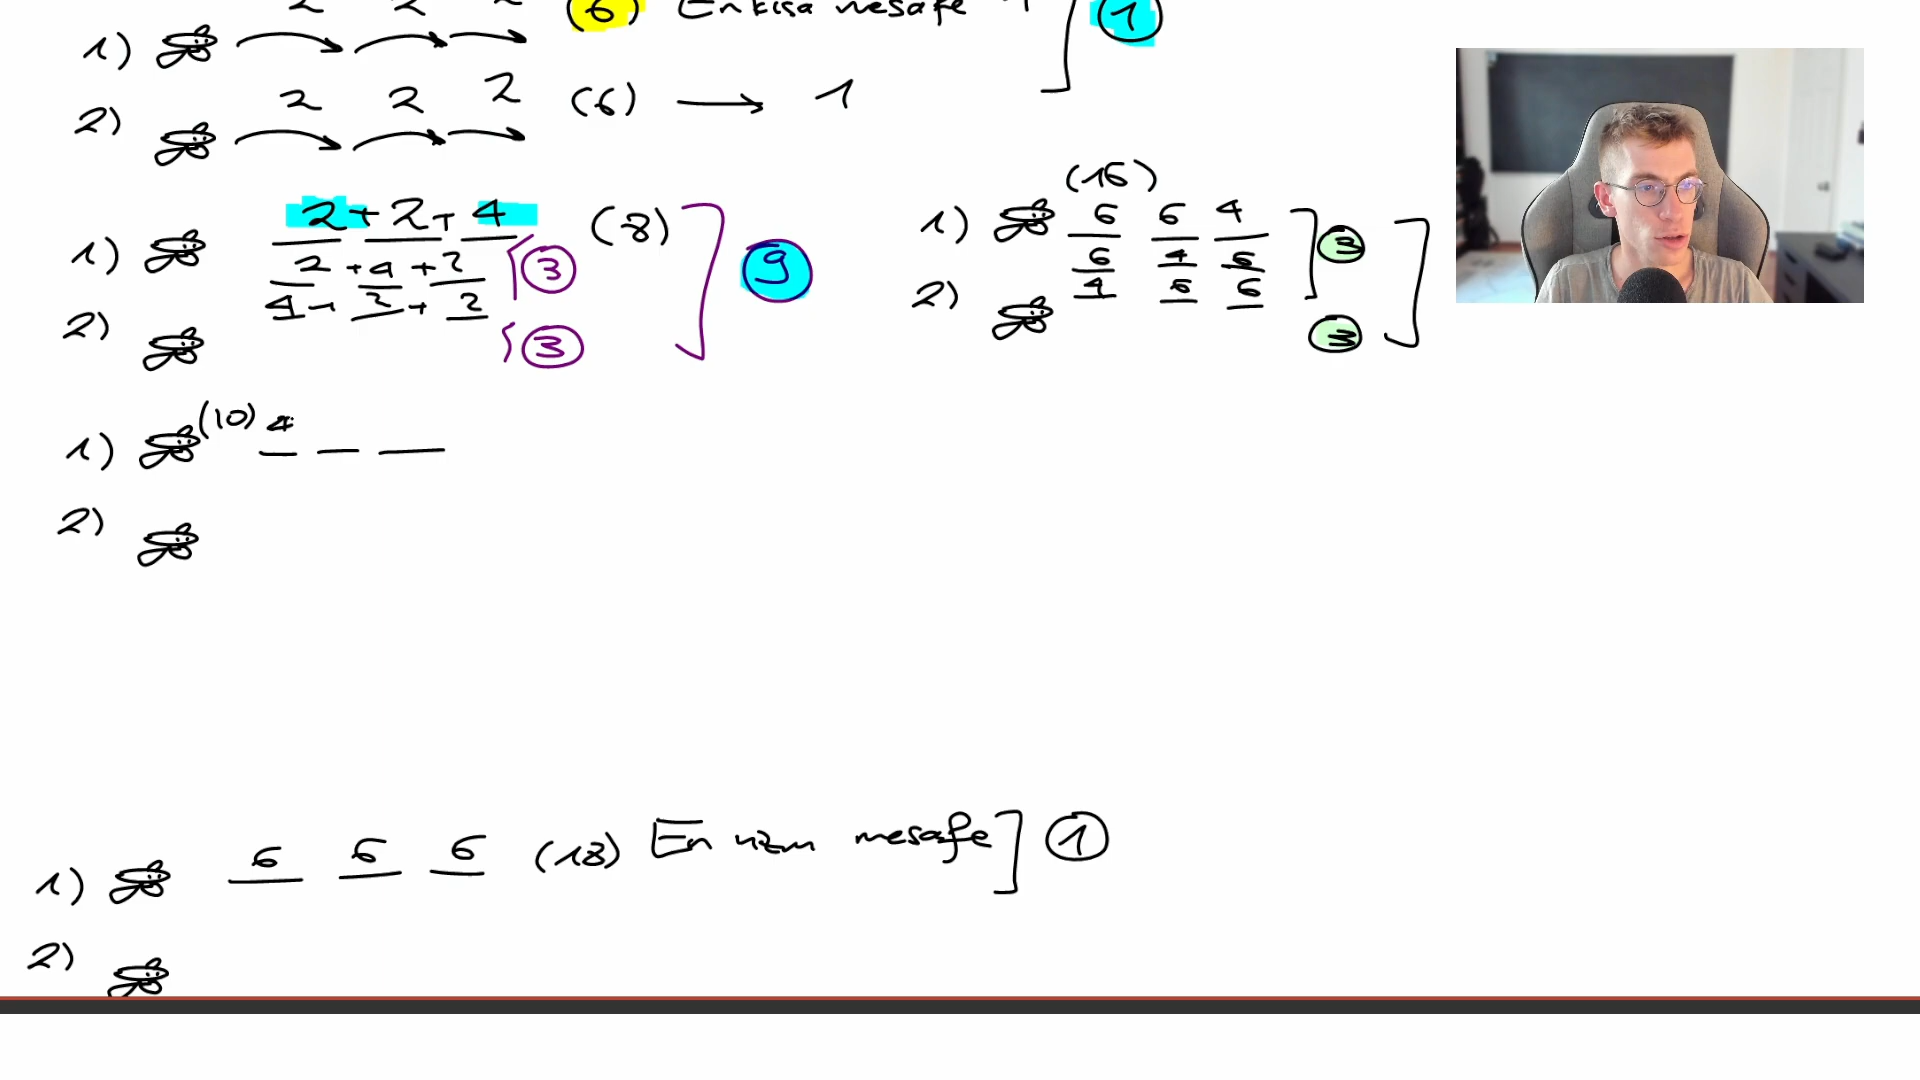 2 2 2 (6) En kısa mesafe
1) 1
2) 2 2 2 (6) → 1
1) 2 + 2 + 4 (8)
2 + 4 + 2 3 9
4 + 2 + 2
2) 3
(16)
1) 6 6 4
6 4 6 3
4 6 6
2) 3
1) (10) 4
2)
1) 6 6 6 (18) En uzun mesafe 1
2)